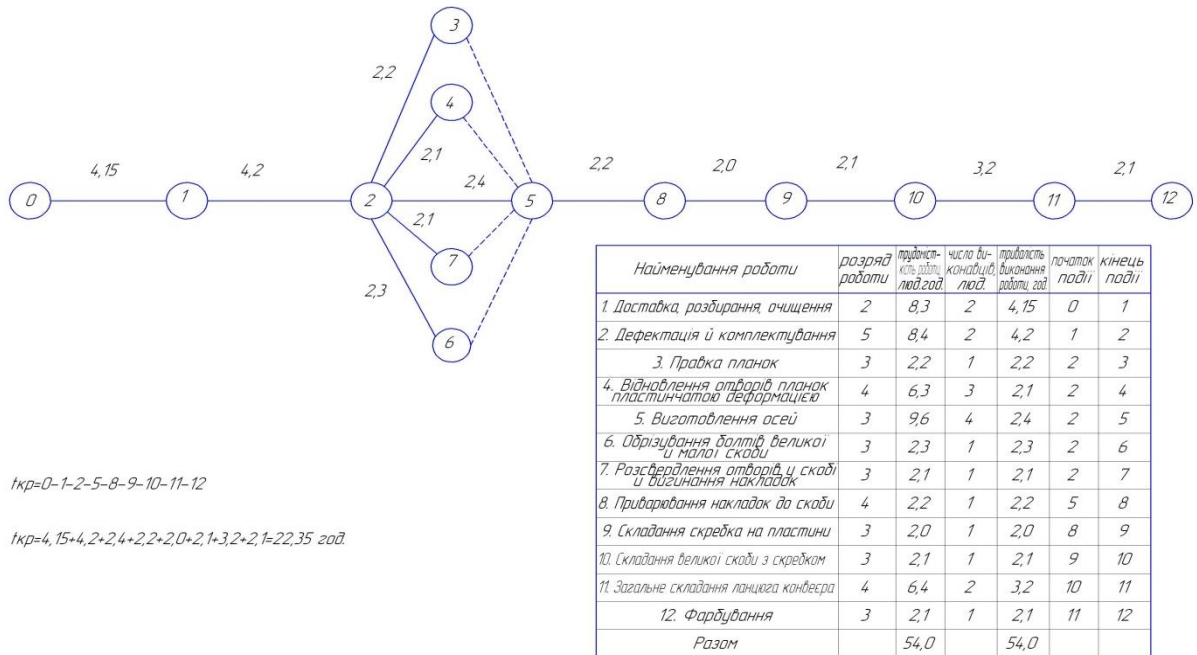 3
2,2
4
4,15
4,2
2,1
2,4
2,2
2,0
2,1
3,2
2,1
0
1
2
5
8
9
10
11
12
2,1
7
2,3
6
Найменування роботи розряд роботи трудоміст-кість роботи, люд.год. число ви-конавців, люд. тривалість виконання роботи, год. початок події кінець події
1. Доставка, розбирання, очищення 2 8,3 2 4,15 0 1
2. Дефектація й комплектування 5 8,4 2 4,2 1 2
3. Правка планок 3 2,2 1 2,2 2 3
4. Відновлення отворів планок
пластинчатою деформацією 4 6,3 3 2,1 2 4
5. Виготовлення осей 3 9,6 4 2,4 2 5
6. Обрізування болтів великої
й малої скоби 3 2,3 1 2,3 2 6
7. Розсвердлення отворів у скобі
и вигинання накладок 3 2,1 1 2,1 2 7
8. Приварювання накладок до скоби 4 2,2 1 2,2 5 8
9. Складання скребка на пластини 3 2,0 1 2,0 8 9
10. Складання великої скоби з скребком 3 2,1 1 2,1 9 10
11. Загальне складання ланцюга конвеєра 4 6,4 2 3,2 10 11
12. Фарбування 3 2,1 1 2,1 11 12
Разом 54,0 54,0
tкр=0-1-2-5-8-9-10-11-12
tкр=4,15+4,2+2,4+2,2+2,0+2,1+3,2+2,1=22,35 год.